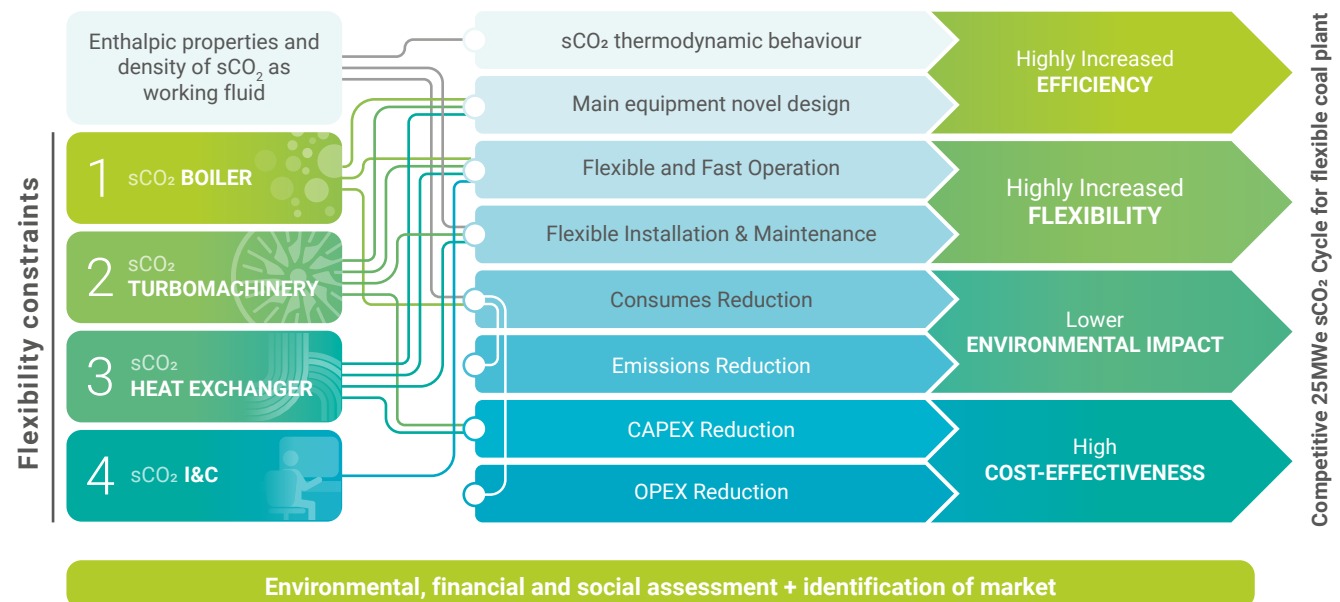 Enthalpic properties and
density of sCO₂ as
working fluid
Flexibility constraints
1 sCO₂ BOILER
2 sCO₂
TURBOMACHINERY
3 sCO₂
HEAT EXCHANGER
4 sCO₂ I&C
sCO₂ thermodynamic behaviour
Main equipment novel design
Flexible and Fast Operation
Flexible Installation & Maintenance
Consumes Reduction
Emissions Reduction
CAPEX Reduction
OPEX Reduction
Highly Increased
EFFICIENCY
Highly Increased
FLEXIBILITY
Lower
ENVIRONMENTAL IMPACT
High
COST-EFFECTIVENESS
Competitive 25MWe sCO₂ Cycle for flexible coal plant
Environmental, financial and social assessment + identification of market